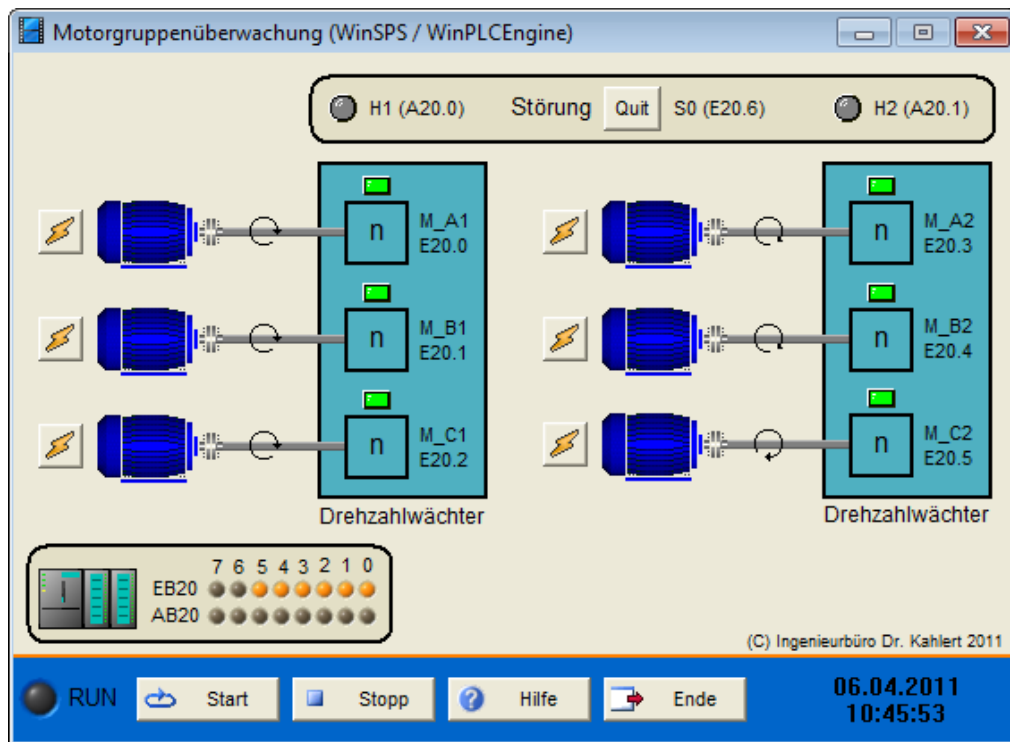 Motorgruppenüberwachung (WinSPS / WinPLCEngine)
H1 (A20.0) Störung Quit S0 (E20.6) H2 (A20.1)
n M_A1 E20.0
n M_A2 E20.3
n M_B1 E20.1
n M_B2 E20.4
n M_C1 E20.2
n M_C2 E20.5
Drehzahlwächter
Drehzahlwächter
7 6 5 4 3 2 1 0
EB20
AB20
(C) Ingenieurbüro Dr. Kahlert 2011
RUN Start Stopp ? Hilfe Ende
06.04.2011
10:45:53